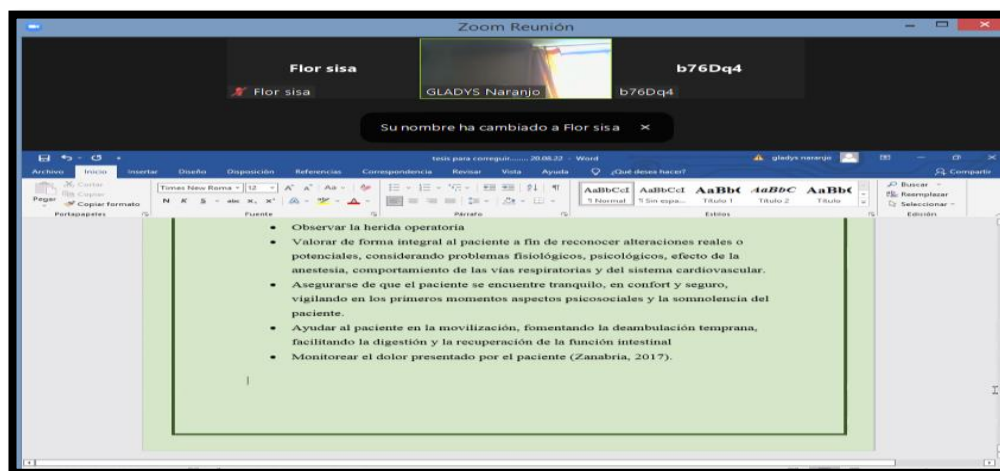 Zoom Reunión
Flor sisa
b76Dq4
Flor sisa
GLADYS Naranjo
b76Dq4
Su nombre ha cambiado a Flor sisa
tesis para correguir....... 20.08.22 - Word
gladys naranjo
Archivo Inicio Insertar Diseño Disposición Referencias Correspondencia Revisar Vista Ayuda ¿Qué desea hacer? Compartir
Cortar
Copiar
Copiar formato
Pegar
Times New Roma 12
N K S abc x, x²
AaBbCcI AaBbCcI AaBb( AaBbC AaBb(
¶ Normal ¶ Sin espa... Título 1 Título 2 Título
Buscar
Reemplazar
Seleccionar
Portapapeles Fuente Párrafo Estilos Edición
• Observar la herida operatoria
• Valorar de forma integral al paciente a fin de reconocer alteraciones reales o
potenciales, considerando problemas fisiológicos, psicológicos, efecto de la
anestesia, comportamiento de las vías respiratorias y del sistema cardiovascular.
• Asegurarse de que el paciente se encuentre tranquilo, en confort y seguro,
vigilando en los primeros momentos aspectos psicosociales y la somnolencia del
paciente.
• Ayudar al paciente en la movilización, fomentando la deambulación temprana,
facilitando la digestión y la recuperación de la función intestinal
• Monitorear el dolor presentado por el paciente (Zanabria, 2017).